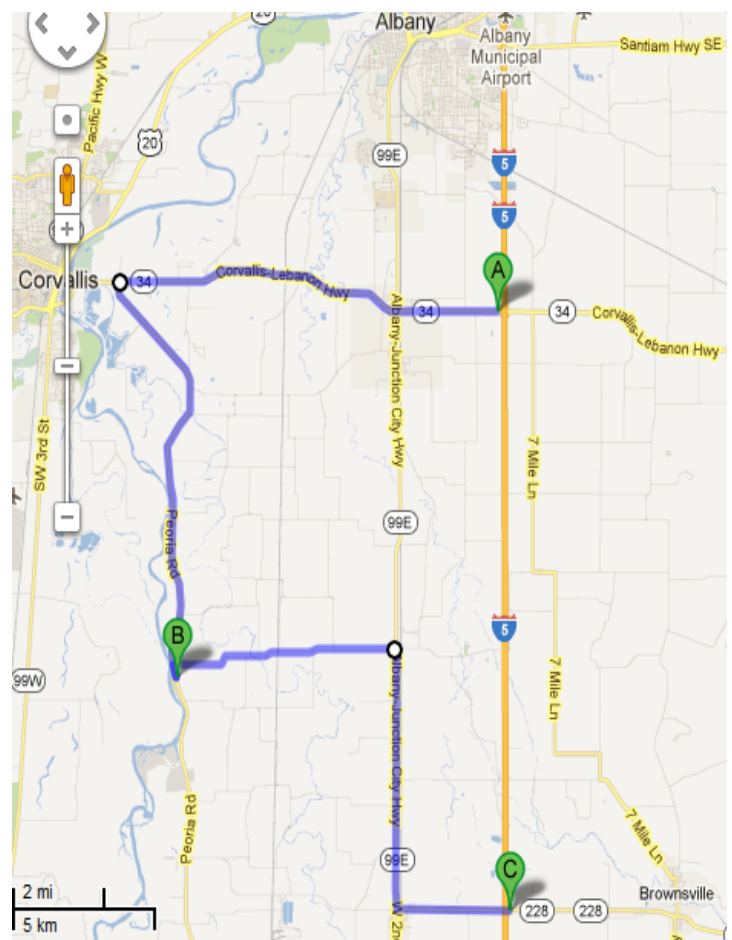 20
Albany
Albany
Municipal
Airport
Santiam Hwy SE
Pacific Hwy W
20
99E
5
5
Corvallis
34
Corvallis-Lebanon Hwy
A
34
34
Corvallis-Lebanon Hwy
Albany-Junction City Hwy
SW 3rd St
7 Mile Ln
99E
Peoria Rd
B
5
99W
7 Mile Ln
Albany-Junction City Hwy
Peoria Rd
7 Mile Ln
99E
C
2 mi
Brownsville
5 km
W 2nd
228
228